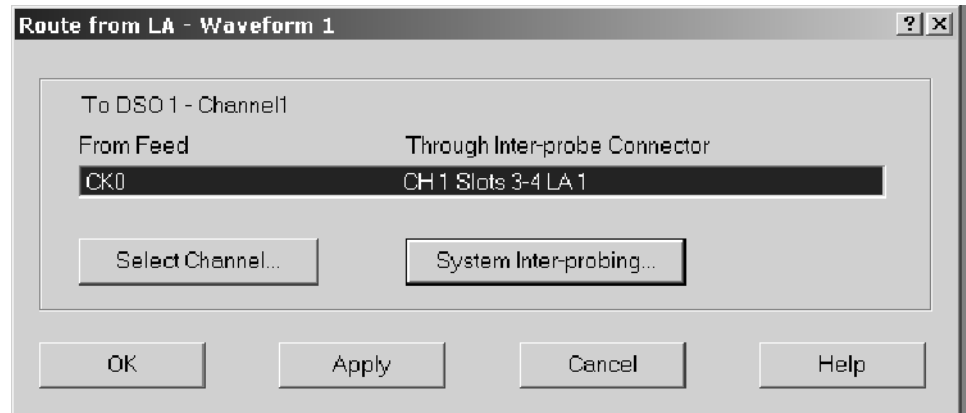 Route from LA - Waveform 1
? X
To DSO 1 - Channel1
From Feed Through Inter-probe Connector
CK0 CH 1 Slots 3-4 LA 1
Select Channel... System Inter-probing...
OK Apply Cancel Help